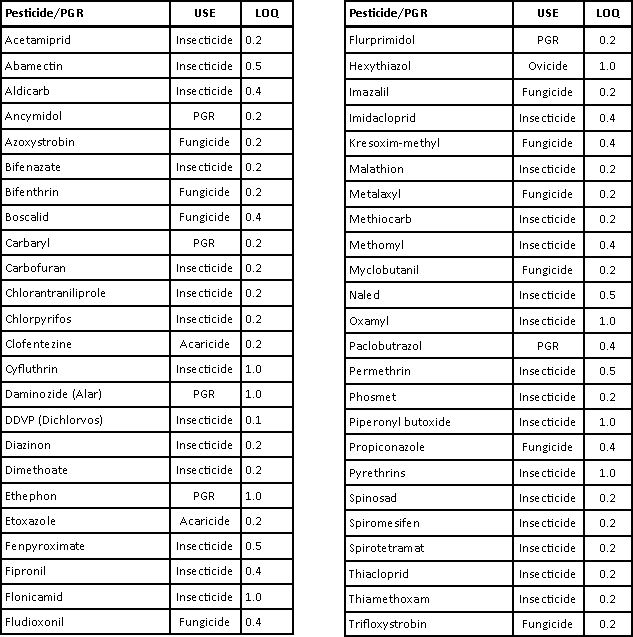 Pesticide/PGR USE LOQ
Acetamiprid Insecticide 0.2
Abamectin Insecticide 0.5
Aldicarb Insecticide 0.4
Ancymidol PGR 0.2
Azoxystrobin Fungicide 0.2
Bifenazate Insecticide 0.2
Bifenthrin Fungicide 0.2
Boscalid Fungicide 0.4
Carbaryl PGR 0.2
Carbofuran Insecticide 0.2
Chlorantraniliprole Insecticide 0.2
Chlorpyrifos Insecticide 0.2
Clofentezine Acaricide 0.2
Cyfluthrin Insecticide 1.0
Daminozide (Alar) PGR 1.0
DDVP (Dichlorvos) Insecticide 0.1
Diazinon Insecticide 0.2
Dimethoate Insecticide 0.2
Ethephon PGR 1.0
Etoxazole Acaricide 0.2
Fenpyroximate Insecticide 0.5
Fipronil Insecticide 0.4
Flonicamid Insecticide 1.0
Fludioxonil Fungicide 0.4
Pesticide/PGR USE LOQ
Flurprimidol PGR 0.2
Hexythiazol Ovicide 1.0
Imazalil Fungicide 0.2
Imidacloprid Insecticide 0.4
Kresoxim-methyl Fungicide 0.4
Malathion Insecticide 0.2
Metalaxyl Fungicide 0.2
Methiocarb Insecticide 0.2
Methomyl Insecticide 0.4
Myclobutanil Fungicide 0.2
Naled Insecticide 0.5
Oxamyl Insecticide 1.0
Paclobutrazol PGR 0.4
Permethrin Insecticide 0.5
Phosmet Insecticide 0.2
Piperonyl butoxide Insecticide 1.0
Propiconazole Fungicide 0.4
Pyrethrins Insecticide 1.0
Spinosad Insecticide 0.2
Spiromesifen Insecticide 0.2
Spirotetramat Insecticide 0.2
Thiacloprid Insecticide 0.2
Thiamethoxam Insecticide 0.2
Trifloxystrobin Fungicide 0.2